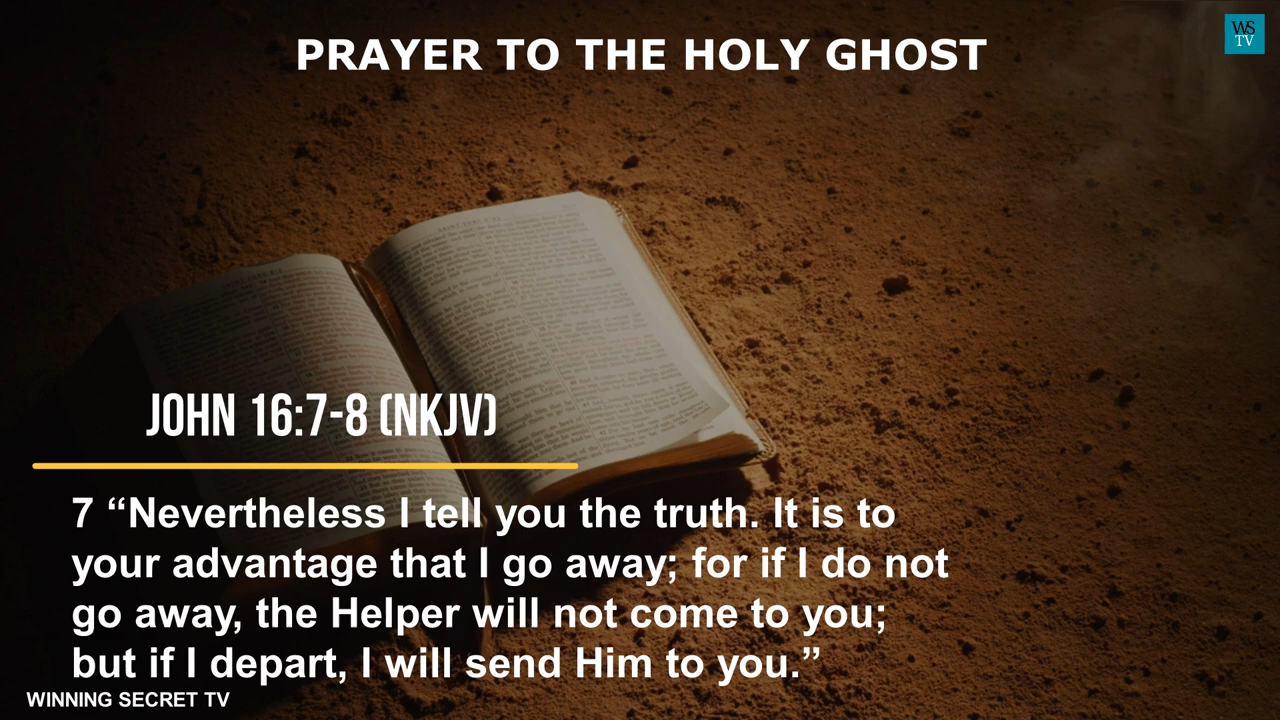 WS
TV
PRAYER TO THE HOLY GHOST
JOHN 16:7-8 (NKJV)
7 “Nevertheless I tell you the truth. It is to
your advantage that I go away; for if I do not
go away, the Helper will not come to you;
but if I depart, I will send Him to you.”
WINNING SECRET TV